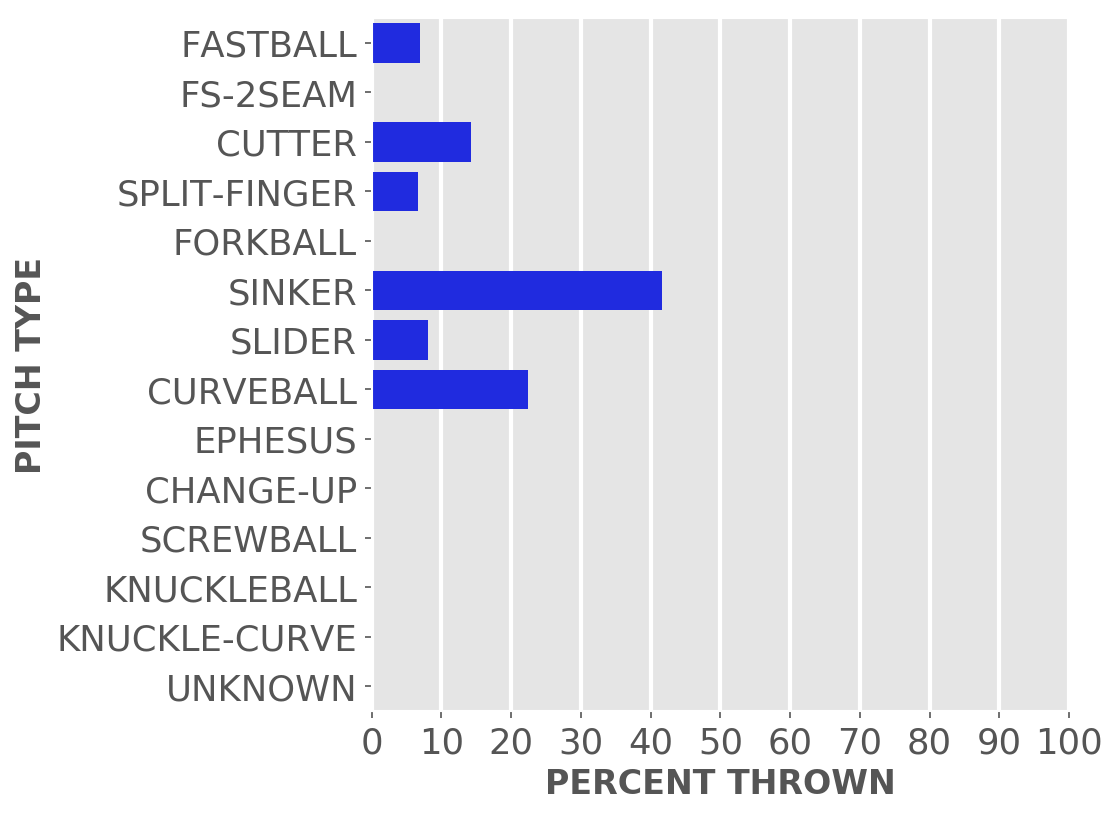 FASTBALL
FS-2SEAM
CUTTER
SPLIT-FINGER
FORKBALL
SINKER
SLIDER
CURVEBALL
EPHESUS
CHANGE-UP
SCREWBALL
KNUCKLEBALL
KNUCKLE-CURVE
UNKNOWN
PITCH TYPE
0 10 20 30 40 50 60 70 80 90 100
PERCENT THROWN